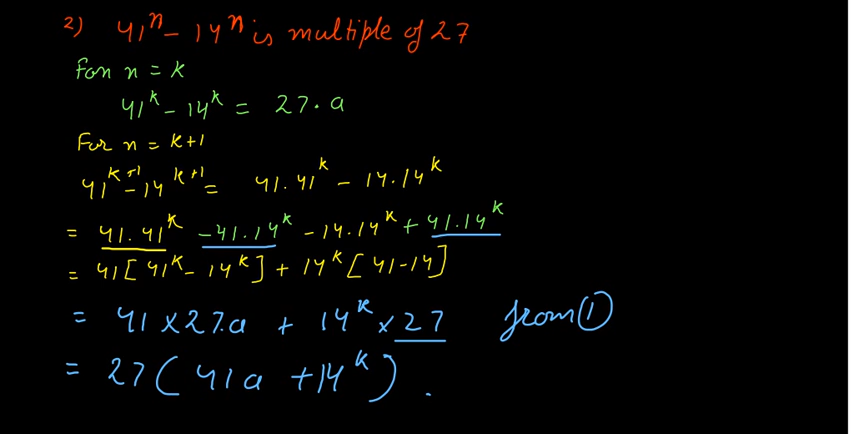 2) 41ⁿ - 14ⁿ is multiple of 27
For n = k
41ᵏ - 14ᵏ = 27. a
For n = k+1
41ᵏ⁺¹ - 14ᵏ⁺¹ = 41. 41ᵏ - 14. 14ᵏ
= 41. 41ᵏ - 41. 14ᵏ - 14. 14ᵏ + 41. 14ᵏ
= 41 [ 41ᵏ - 14ᵏ ] + 14ᵏ [ 41 - 14 ]
= 41 × 27. a + 14ᵏ × 27 from ①
= 27 ( 41a + 14ᵏ ) .